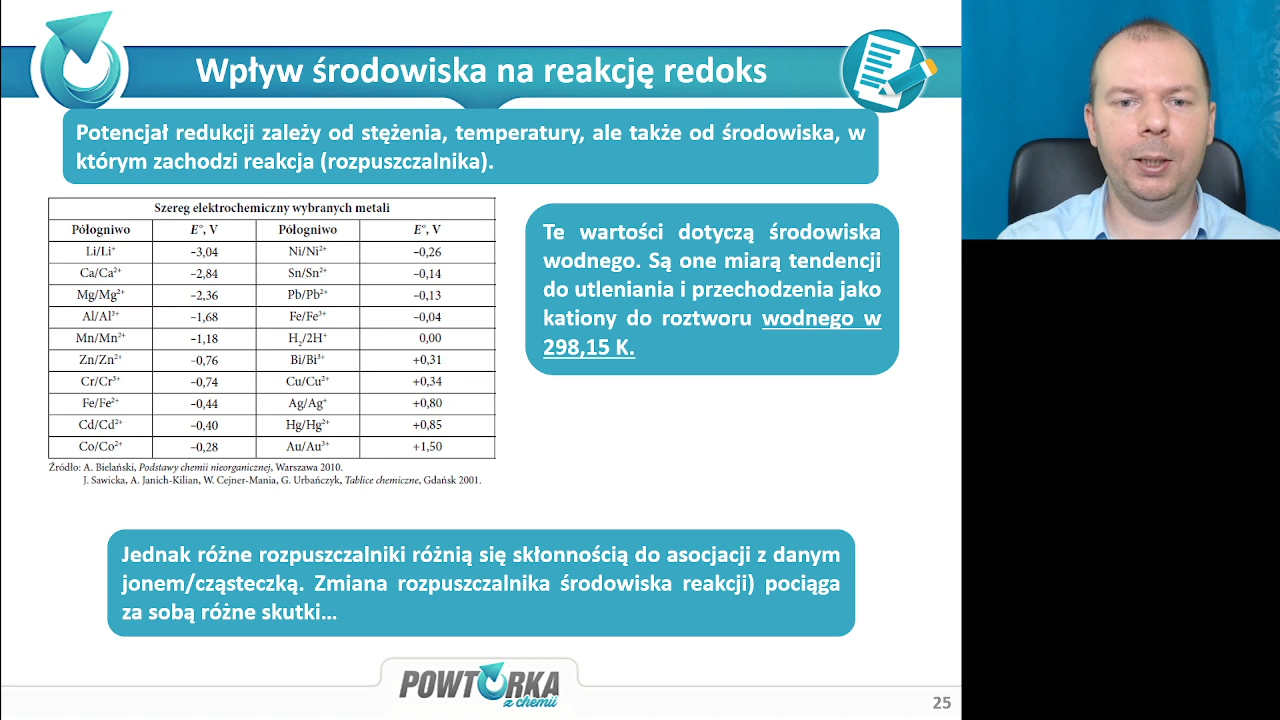 Wpływ środowiska na reakcję redoks
Potencjał redukcji zależy od stężenia, temperatury, ale także od środowiska, w
którym zachodzi reakcja (rozpuszczalnika).
Szereg elektrochemiczny wybranych metali
Półogniwo E°, V Półogniwo E°, V
Li/Li⁺ –3,04 Ni/Ni²⁺ –0,26
Ca/Ca²⁺ –2,84 Sn/Sn²⁺ –0,14
Mg/Mg²⁺ –2,36 Pb/Pb²⁺ –0,13
Al/Al³⁺ –1,68 Fe/Fe³⁺ –0,04
Mn/Mn²⁺ –1,18 H₂/2H⁺ 0,00
Zn/Zn²⁺ –0,76 Bi/Bi³⁺ +0,31
Cr/Cr³⁺ –0,74 Cu/Cu²⁺ +0,34
Fe/Fe²⁺ –0,44 Ag/Ag⁺ +0,80
Cd/Cd²⁺ –0,40 Hg/Hg²⁺ +0,85
Co/Co²⁺ –0,28 Au/Au³⁺ +1,50
Źródło: A. Bielański, Podstawy chemii nieorganicznej, Warszawa 2010.
J. Sawicka, A. Janich-Kilian, W. Cejner-Mania, G. Urbańczyk, Tablice chemiczne, Gdańsk 2001.
Te wartości dotyczą środowiska
wodnego. Są one miarą tendencji
do utleniania i przechodzenia jako
kationy do roztworu wodnego w
298,15 K.
Jednak różne rozpuszczalniki różnią się skłonnością do asocjacji z danym
jonem/cząsteczką. Zmiana rozpuszczalnika środowiska reakcji) pociąga
za sobą różne skutki…
POWTÓRKA
z chemii
25